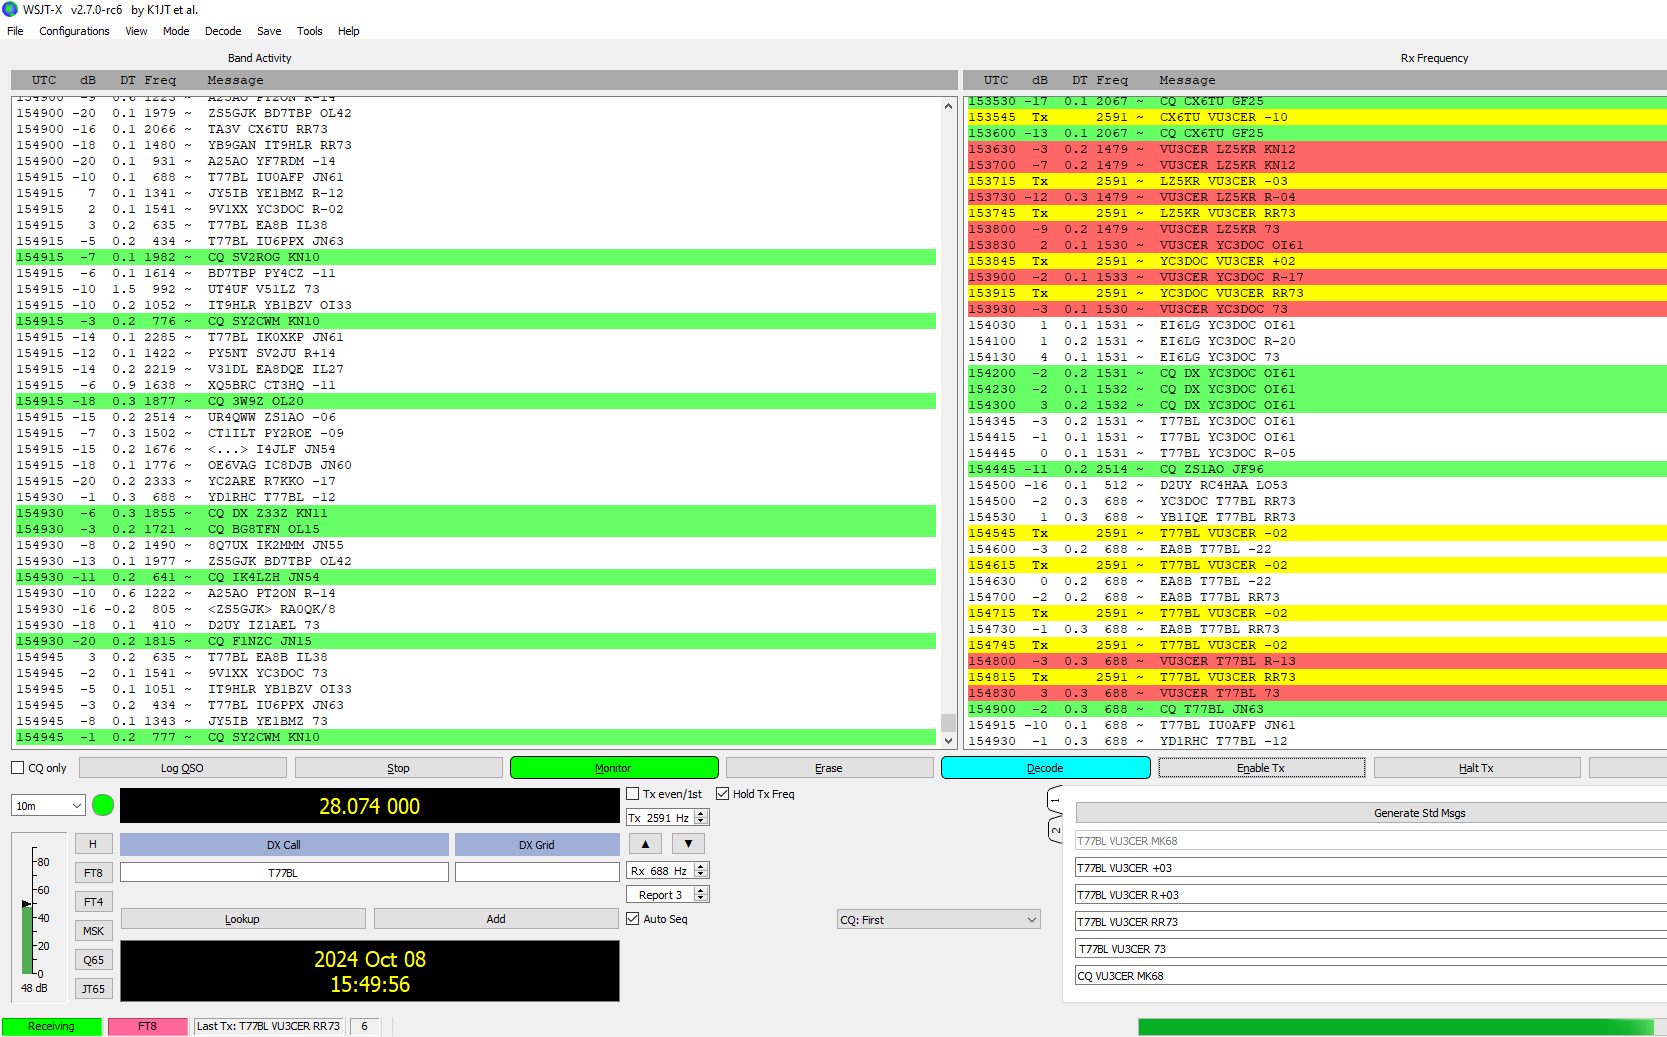 WSJT-X v2.7.0-rc6 by K1JT et al.
File Configurations View Mode Decode Save Tools Help
Band Activity
UTC dB DT Freq Message
154900 -9 0.6 1223 ~ A25AO PT2ON R-14
154900 -20 0.1 1979 ~ ZS5GJK BD7TBP OL42
154900 -16 0.1 2066 ~ TA3V CX6TU RR73
154900 -18 0.1 1480 ~ YB9GAN IT9HLR RR73
154900 -20 0.1 931 ~ A25AO YF7RDM -14
154915 -10 0.1 688 ~ T77BL IU0AFP JN61
154915 7 0.1 1341 ~ JY5IB YE1BMZ R-12
154915 2 0.1 1541 ~ 9V1XX YC3DOC R-02
154915 3 0.2 635 ~ T77BL EA8B IL38
154915 -5 0.2 434 ~ T77BL IU6PPX JN63
154915 -7 0.1 1982 ~ CQ SV2ROG KN10
154915 -6 0.1 1614 ~ BD7TBP PY4CZ -11
154915 -10 1.5 992 ~ UT4UF V51LZ 73
154915 -10 0.2 1052 ~ IT9HLR YB1BZV OI33
154915 -3 0.2 776 ~ CQ SY2CWM KN10
154915 -14 0.1 2285 ~ T77BL IK0XKP JN61
154915 -12 0.1 1422 ~ PY5NT SV2JU R+14
154915 -14 0.2 2219 ~ V31DL EA8DQE IL27
154915 -6 0.9 1638 ~ XQ5BRC CT3HQ -11
154915 -18 0.3 1877 ~ CQ 3W9Z OL20
154915 -15 0.2 2514 ~ UR4QWW ZS1AO -06
154915 -7 0.3 1502 ~ CT1ILT PY2ROE -09
154915 -15 0.2 1676 ~ <...> I4JLF JN54
154915 -18 0.1 1776 ~ OE6VAG IC8DJB JN60
154915 -20 0.2 2333 ~ YC2ARE R7KKO -17
154930 -1 0.3 688 ~ YD1RHC T77BL -12
154930 -6 0.3 1855 ~ CQ DX Z33Z KN11
154930 -3 0.2 1721 ~ CQ BG8TFN OL15
154930 -8 0.2 1490 ~ 8Q7UX IK2MMM JN55
154930 -13 0.1 1977 ~ ZS5GJK BD7TBP OL42
154930 -11 0.2 641 ~ CQ IK4LZH JN54
154930 -10 0.6 1222 ~ A25AO PT2ON R-14
154930 -16 -0.2 805 ~ <ZS5GJK> RA0QK/8
154930 -18 0.1 410 ~ D2UY IZ1AEL 73
154930 -20 0.2 1815 ~ CQ F1NZC JN15
154945 3 0.2 635 ~ T77BL EA8B IL38
154945 -2 0.1 1541 ~ 9V1XX YC3DOC 73
154945 -5 0.1 1051 ~ IT9HLR YB1BZV OI33
154945 -3 0.2 434 ~ T77BL IU6PPX JN63
154945 -8 0.1 1343 ~ JY5IB YE1BMZ 73
154945 -1 0.2 777 ~ CQ SY2CWM KN10
Rx Frequency
UTC dB DT Freq Message
153530 -17 0.1 2067 ~ CQ CX6TU GF25
153545 Tx 2591 ~ CX6TU VU3CER -10
153600 -13 0.1 2067 ~ CQ CX6TU GF25
153630 -3 0.2 1479 ~ VU3CER LZ5KR KN12
153700 -7 0.2 1479 ~ VU3CER LZ5KR KN12
153715 Tx 2591 ~ LZ5KR VU3CER -03
153730 -12 0.3 1479 ~ VU3CER LZ5KR R-04
153745 Tx 2591 ~ LZ5KR VU3CER RR73
153800 -9 0.2 1479 ~ VU3CER LZ5KR 73
153830 2 0.1 1530 ~ VU3CER YC3DOC OI61
153845 Tx 2591 ~ YC3DOC VU3CER +02
153900 -2 0.1 1533 ~ VU3CER YC3DOC R-17
153915 Tx 2591 ~ YC3DOC VU3CER RR73
153930 -3 0.1 1530 ~ VU3CER YC3DOC 73
154030 1 0.1 1531 ~ EI6LG YC3DOC OI61
154100 1 0.2 1531 ~ EI6LG YC3DOC R-20
154130 4 0.1 1531 ~ EI6LG YC3DOC 73
154200 -2 0.2 1531 ~ CQ DX YC3DOC OI61
154230 -2 0.1 1532 ~ CQ DX YC3DOC OI61
154300 3 0.2 1532 ~ CQ DX YC3DOC OI61
154345 -3 0.2 1531 ~ T77BL YC3DOC OI61
154415 -1 0.1 1531 ~ T77BL YC3DOC OI61
154445 0 0.1 1531 ~ T77BL YC3DOC R-05
154445 -11 0.2 2514 ~ CQ ZS1AO JF96
154500 -16 0.1 512 ~ D2UY RC4HAA LO53
154500 -2 0.3 688 ~ YC3DOC T77BL RR73
154530 1 0.3 688 ~ YB1IQE T77BL RR73
154545 Tx 2591 ~ T77BL VU3CER -02
154600 -3 0.2 688 ~ EA8B T77BL -22
154615 Tx 2591 ~ T77BL VU3CER -02
154630 0 0.2 688 ~ EA8B T77BL -22
154700 -2 0.2 688 ~ EA8B T77BL RR73
154715 Tx 2591 ~ T77BL VU3CER -02
154730 -1 0.3 688 ~ EA8B T77BL RR73
154745 Tx 2591 ~ T77BL VU3CER -02
154800 -3 0.3 688 ~ VU3CER T77BL R-13
154815 Tx 2591 ~ T77BL VU3CER RR73
154830 3 0.3 688 ~ VU3CER T77BL 73
154900 -2 0.3 688 ~ CQ T77BL JN63
154915 -10 0.1 688 ~ T77BL IU0AFP JN61
154930 -1 0.3 688 ~ YD1RHC T77BL -12
CQ only Log QSO Stop Monitor Erase Decode Enable Tx Halt Tx
10m
28.074 000
Tx even/1st Hold Tx Freq
Tx 2591 Hz
-80
-60
-40
-20
-0
48 dB
H
FT8
FT4
MSK
Q65
JT65
DX Call DX Grid
T77BL
Lookup Add
2024 Oct 08
15:49:56
▲ ▼
Rx 688 Hz
Report 3
Auto Seq
CQ: First
1
2
Generate Std Msgs
T77BL VU3CER MK68
T77BL VU3CER +03
T77BL VU3CER R+03
T77BL VU3CER RR73
T77BL VU3CER 73
CQ VU3CER MK68
Receiving FT8 Last Tx: T77BL VU3CER RR73 6